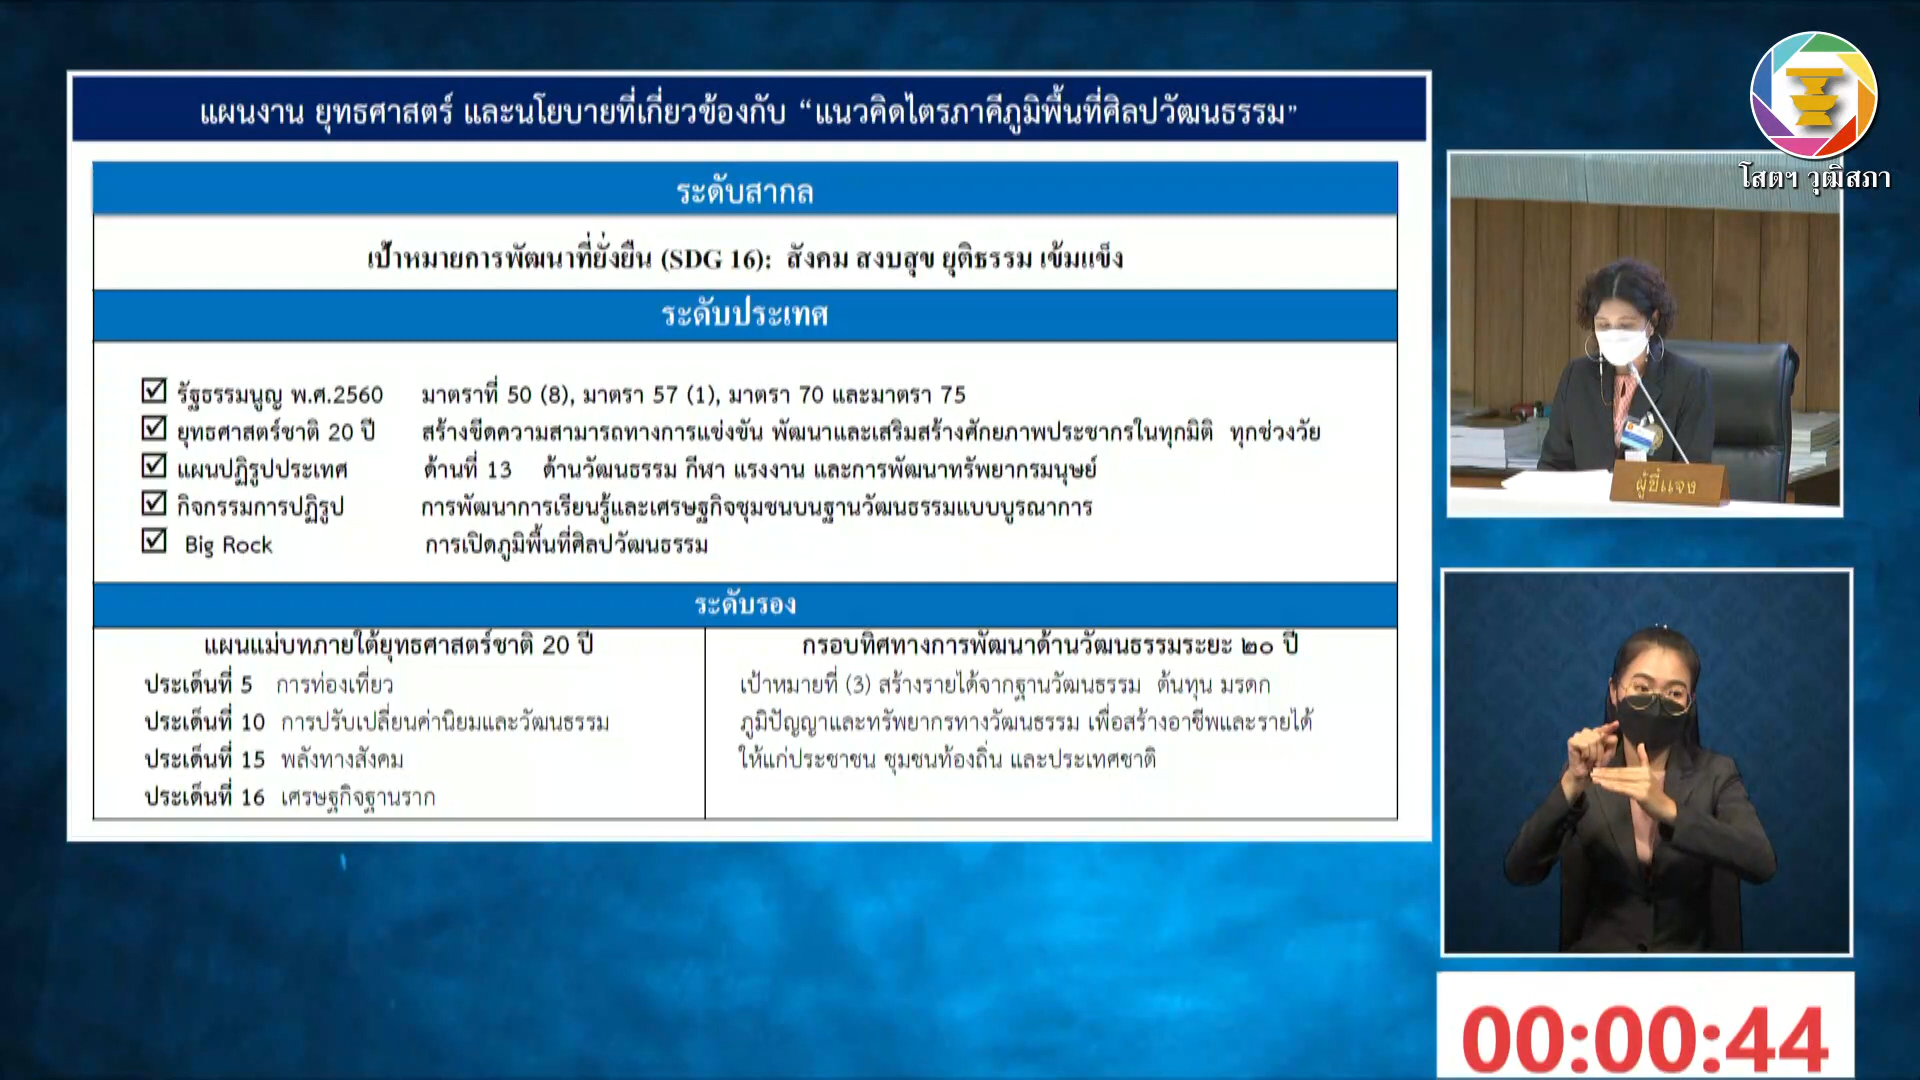 แผนงาน ยุทธศาสตร์ และนโยบายที่เกี่ยวข้องกับ “แนวคิดไตรภาคีภูมิพื้นที่ศิลปวัฒนธรรม”
ระดับสากล
เป้าหมายการพัฒนาที่ยั่งยืน (SDG 16): สังคม สงบสุข ยุติธรรม เข้มแข็ง
ระดับประเทศ
☑ รัฐธรรมนูญ พ.ศ.2560 มาตราที่ 50 (8), มาตรา 57 (1), มาตรา 70 และมาตรา 75
☑ ยุทธศาสตร์ชาติ 20 ปี สร้างขีดความสามารถทางการแข่งขัน พัฒนาและเสริมสร้างศักยภาพประชากรในทุกมิติ ทุกช่วงวัย
☑ แผนปฏิรูปประเทศ ด้านที่ 13 ด้านวัฒนธรรม กีฬา แรงงาน และการพัฒนาทรัพยากรมนุษย์
☑ กิจกรรมการปฏิรูป การพัฒนาการเรียนรู้และเศรษฐกิจชุมชนบนฐานวัฒนธรรมแบบบูรณาการ
☑ Big Rock การเปิดภูมิพื้นที่ศิลปวัฒนธรรม
ระดับรอง
แผนแม่บทภายใต้ยุทธศาสตร์ชาติ 20 ปี
ประเด็นที่ 5 การท่องเที่ยว
ประเด็นที่ 10 การปรับเปลี่ยนค่านิยมและวัฒนธรรม
ประเด็นที่ 15 พลังทางสังคม
ประเด็นที่ 16 เศรษฐกิจฐานราก
กรอบทิศทางการพัฒนาด้านวัฒนธรรมระยะ ๒๐ ปี
เป้าหมายที่ (3) สร้างรายได้จากฐานวัฒนธรรม ต้นทุน มรดก
ภูมิปัญญาและทรัพยากรทางวัฒนธรรม เพื่อสร้างอาชีพและรายได้
ให้แก่ประชาชน ชุมชนท้องถิ่น และประเทศชาติ
โสตฯ วุฒิสภา
ผู้ชี้แจง
00:00:44